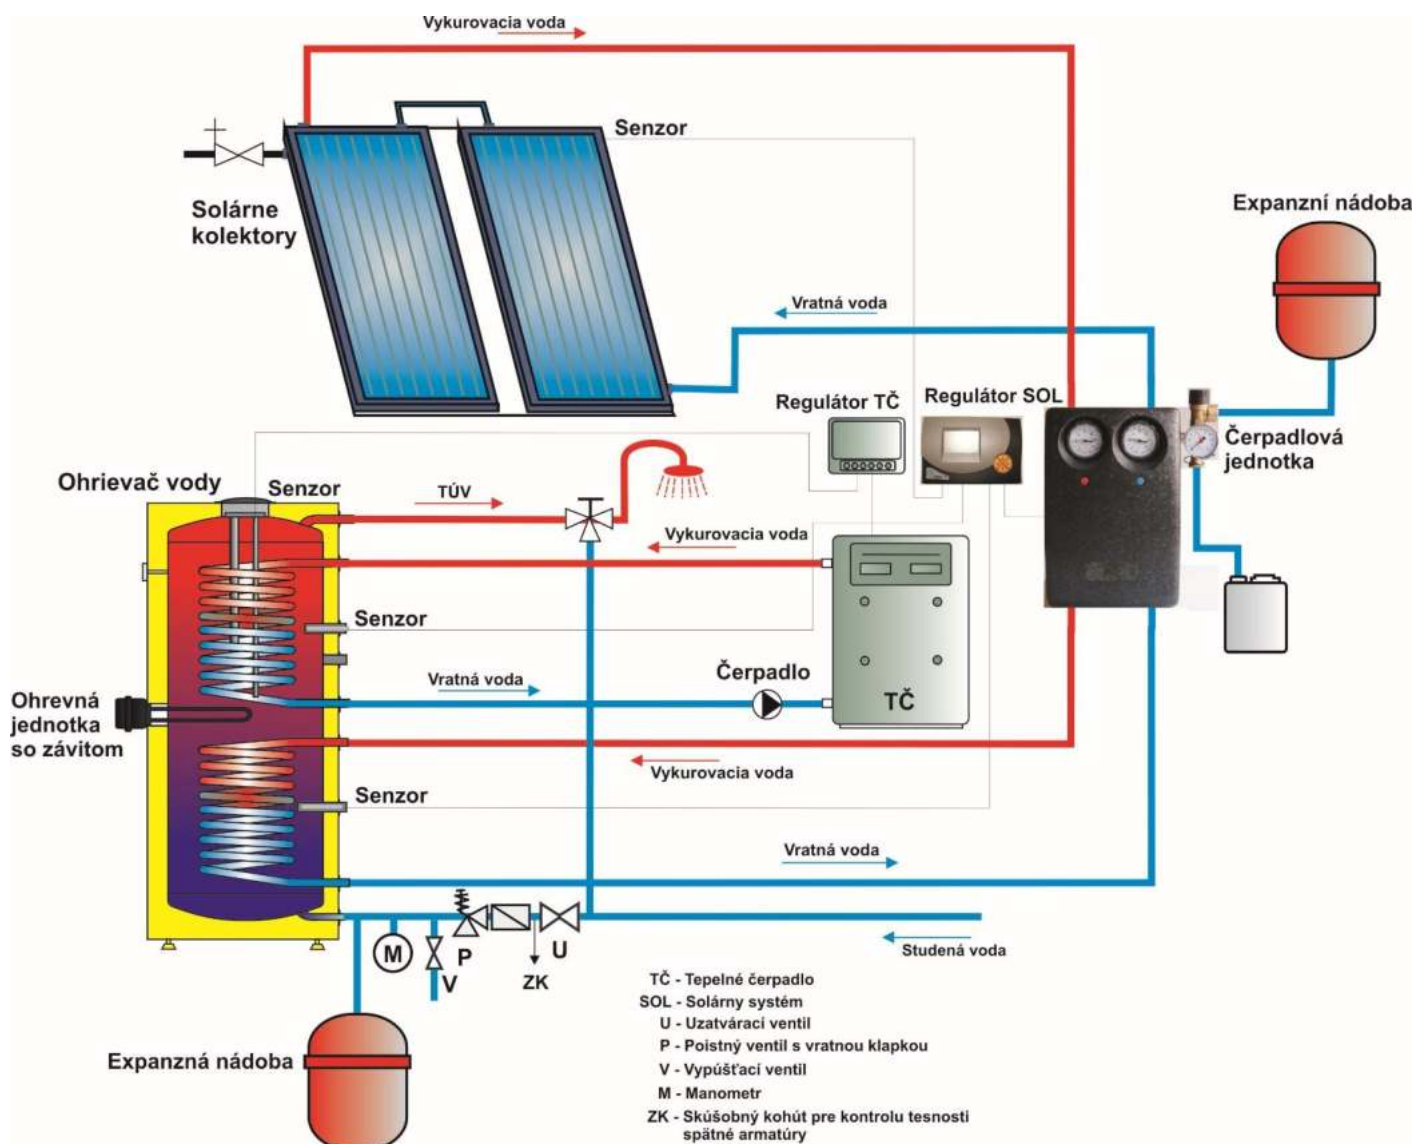 Vykurovacia voda
Senzor
Solárne
kolektory
Expanzní nádoba
Vratná voda
Regulátor TČ
Regulátor SOL
Čerpadlová
jednotka
Ohrievač vody
Senzor
TÚV
Vykurovacia voda
Senzor
Čerpadlo
Vratná voda
TČ
Ohrevná
jednotka
so závitom
Vykurovacia voda
Senzor
Vratná voda
M
V
P
ZK
U
Studená voda
Expanzná nádoba
TČ - Tepelné čerpadlo
SOL - Solárny systém
U - Uzatvárací ventil
P - Poistný ventil s vratnou klapkou
V - Vypúšťací ventil
M - Manometr
ZK - Skúšobný kohút pre kontrolu tesnosti
spätné armatúry